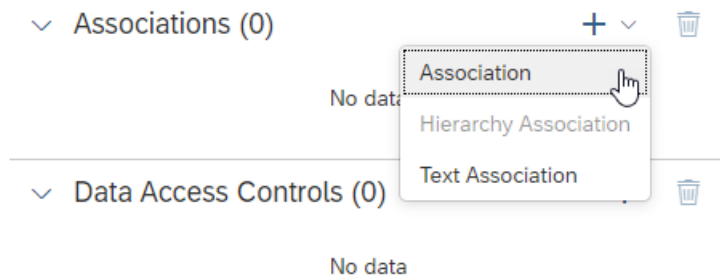 Associations (0)
Association
No data
Hierarchy Association
Text Association
Data Access Controls (0)
No data